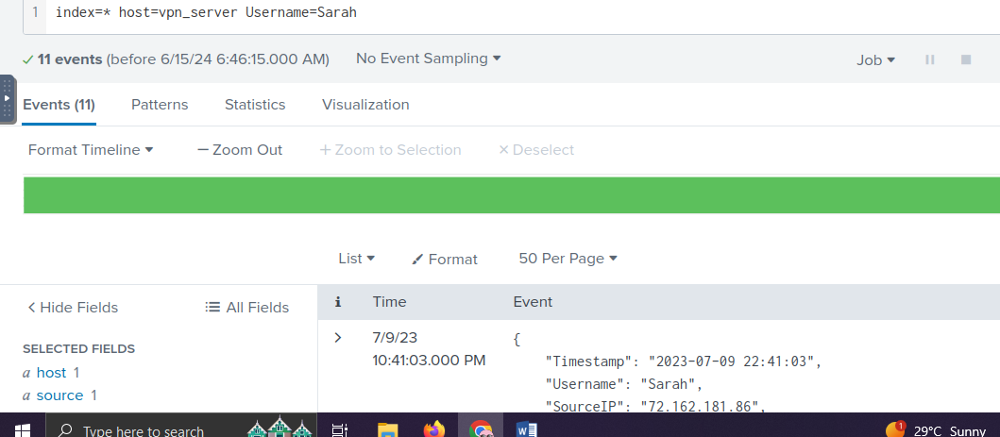 1 index=* host=vpn_server Username=Sarah
✓ 11 events (before 6/15/24 6:46:15.000 AM) No Event Sampling ▾ Job ▾
Events (11) Patterns Statistics Visualization
Format Timeline ▾ — Zoom Out + Zoom to Selection × Deselect
List ▾ Format 50 Per Page ▾
< Hide Fields All Fields i Time Event
SELECTED FIELDS
a host 1
a source 1
> 7/9/23 {
10:41:03.000 PM "Timestamp": "2023-07-09 22:41:03",
"Username": "Sarah",
"SourceIP": "72.162.181.86",
Type here to search 1 29°C Sunny